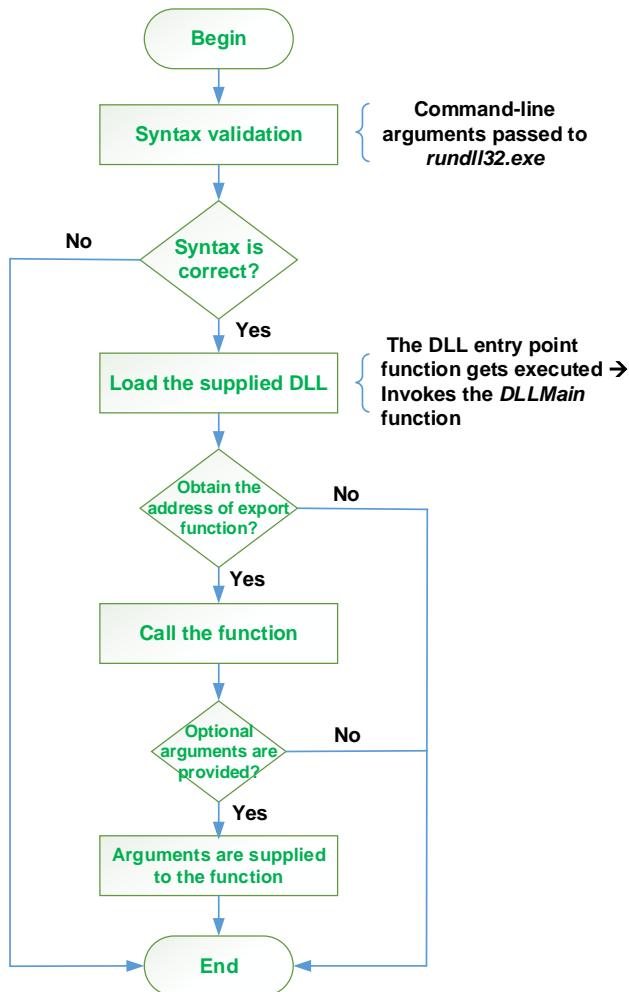 Begin
Syntax validation
Command-line
arguments passed to
rundll32.exe
No
Syntax is
correct?
Yes
Load the supplied DLL
The DLL entry point
function gets executed →
Invokes the DLLMain
function
Obtain the
address of export
function?
No
Yes
Call the function
Optional
arguments are
provided?
No
Yes
Arguments are supplied
to the function
End